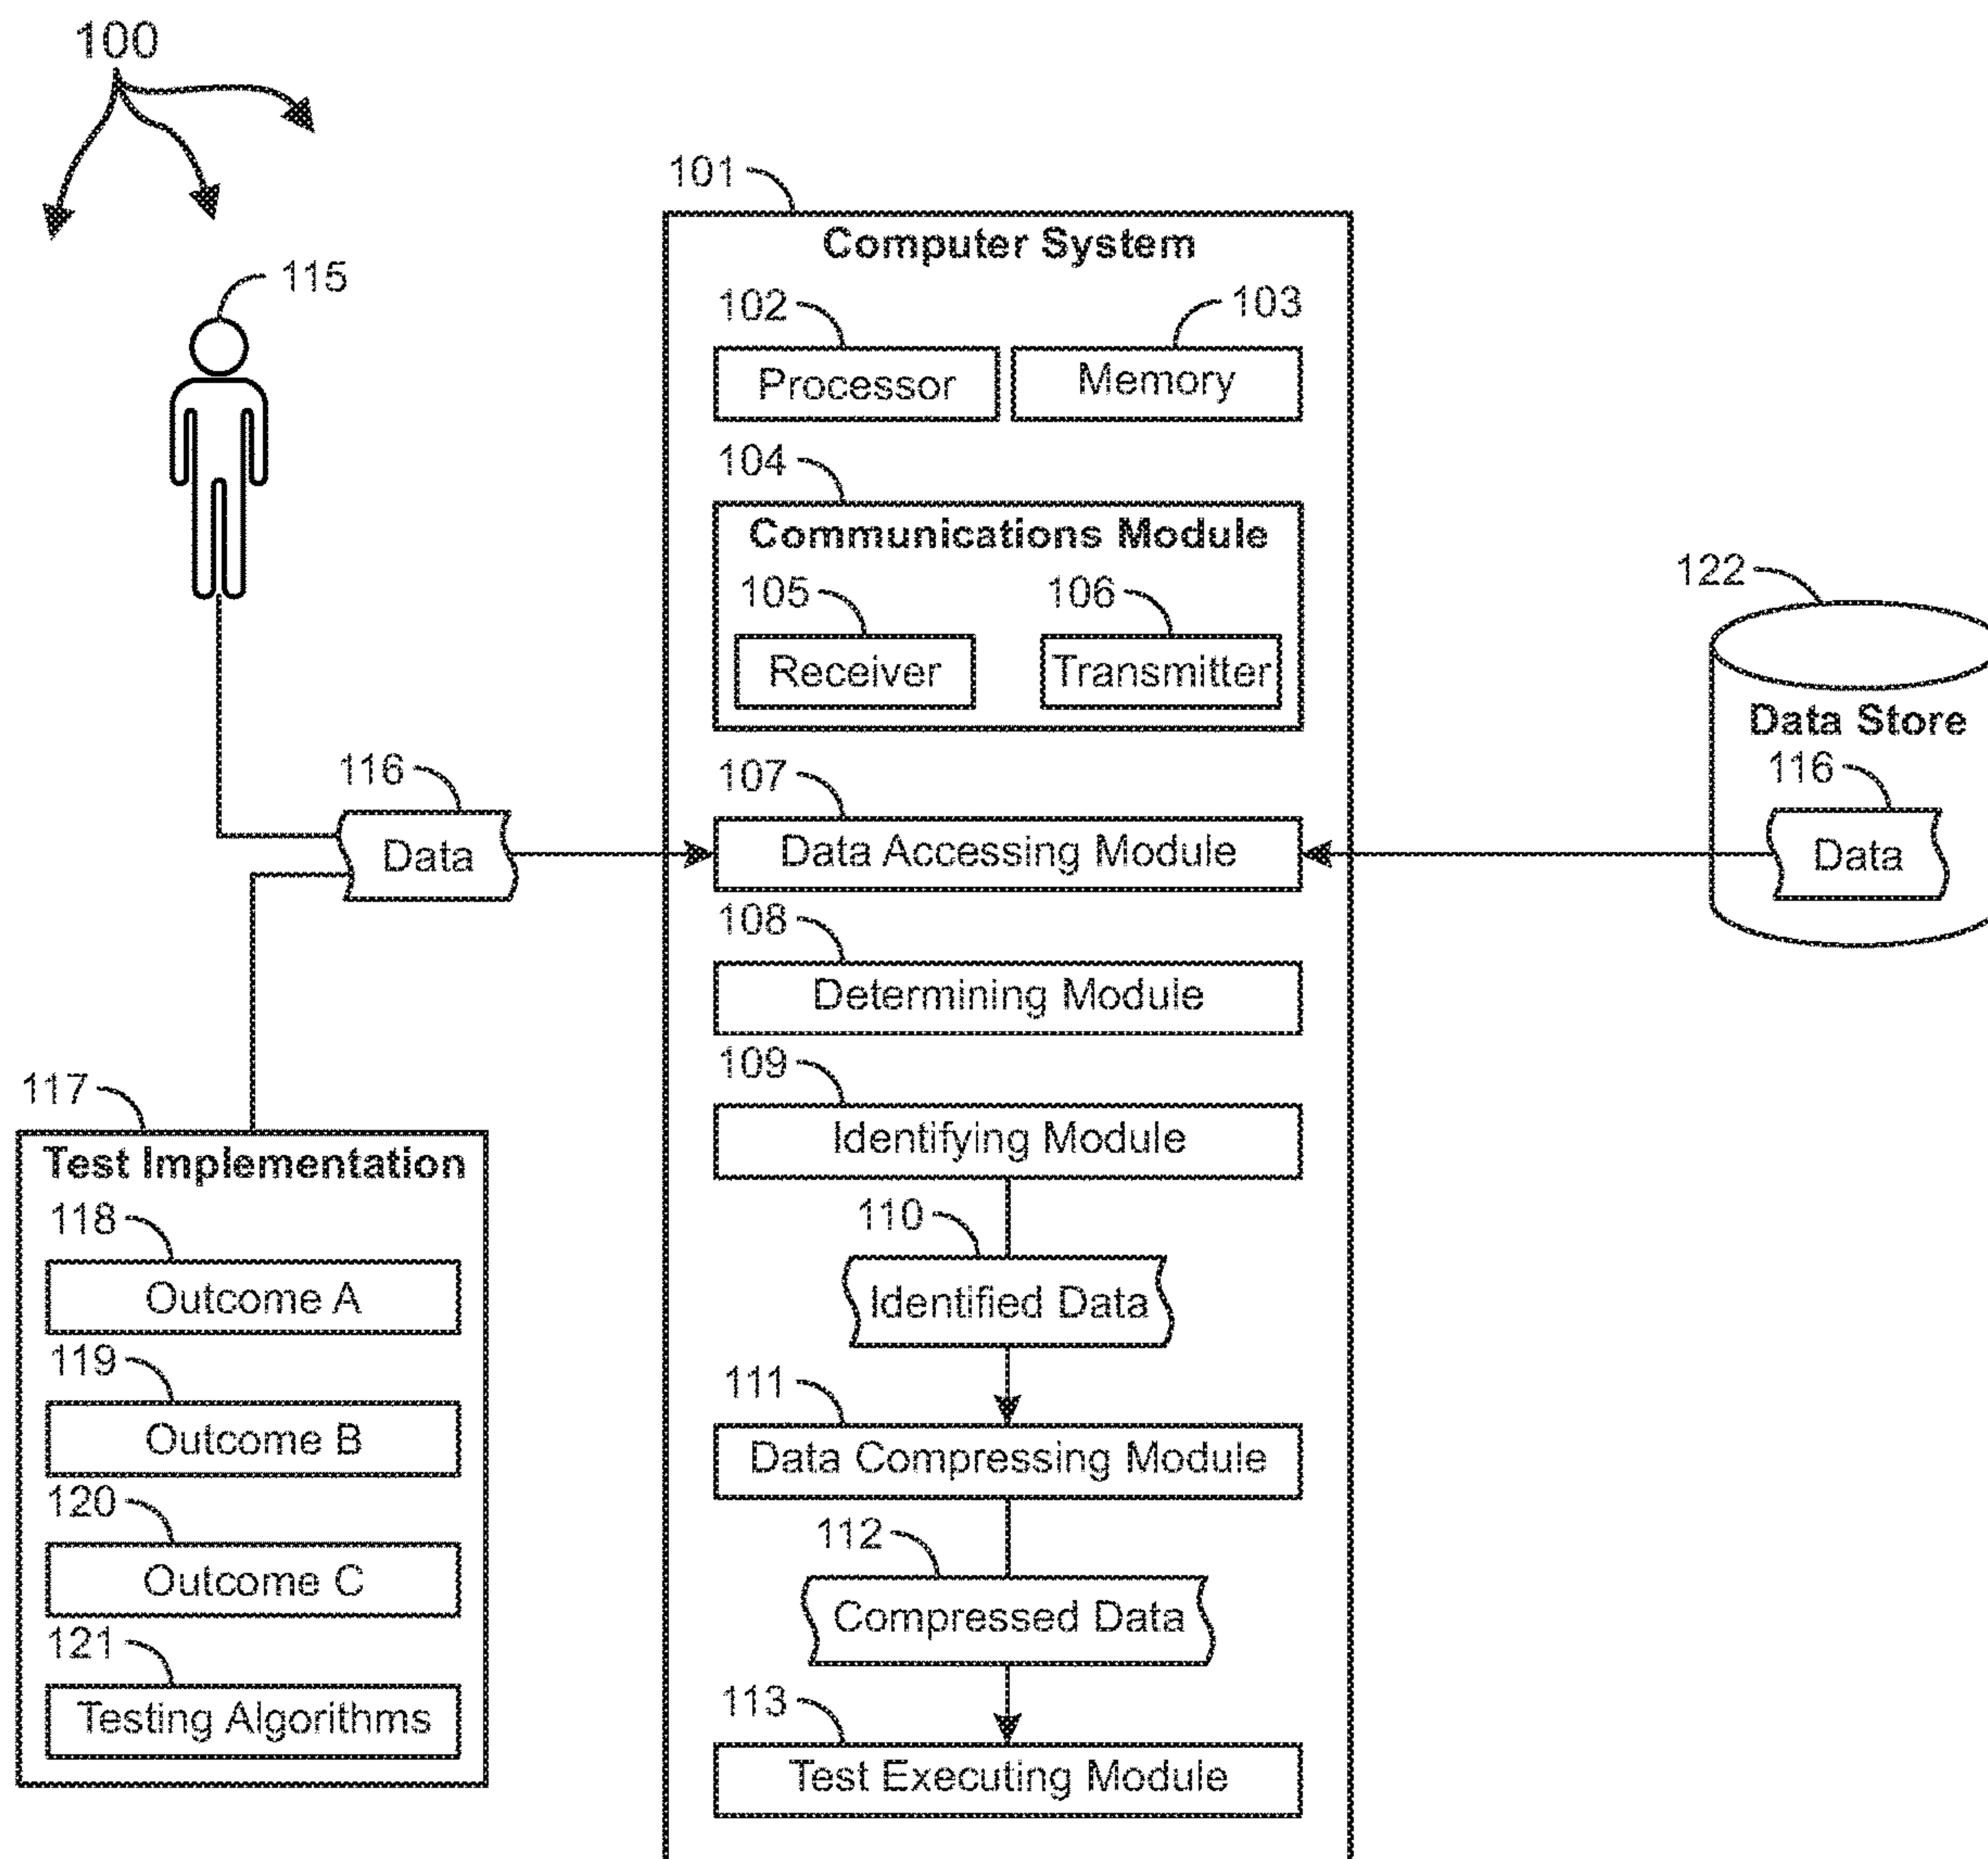 100
101
Computer System
115
102
103
Processor
Memory
104
Communications Module
105
106
Receiver
Transmitter
122
Data Store
116
Data
116
Data
107
Data Accessing Module
108
Determining Module
109
Identifying Module
110
Identified Data
111
Data Compressing Module
112
Compressed Data
113
Test Executing Module
117
Test Implementation
118
Outcome A
119
Outcome B
120
Outcome C
121
Testing Algorithms